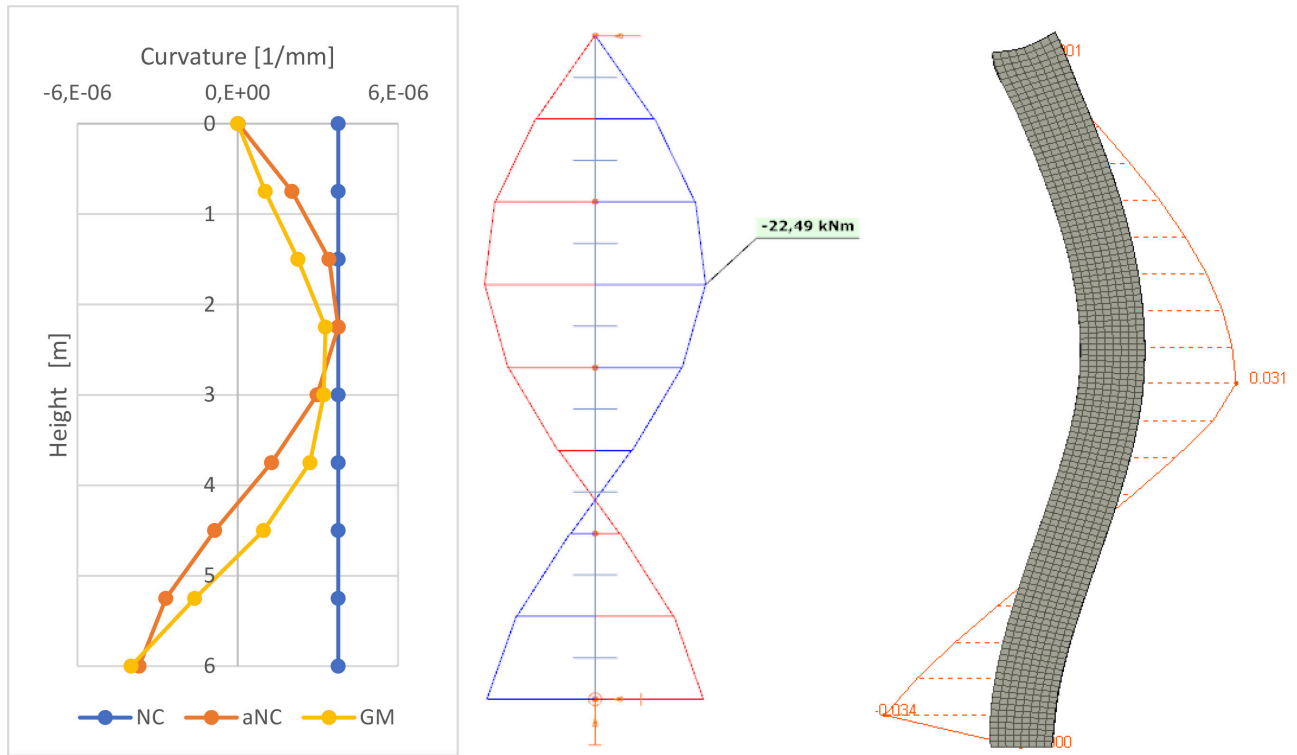 Curvature [1/mm]
-6,E-06 0,E+00 6,E-06
0
1
2
3
4
5
6
Height [m]
NC aNC GM
-22,49 kNm
0.031
-0.034